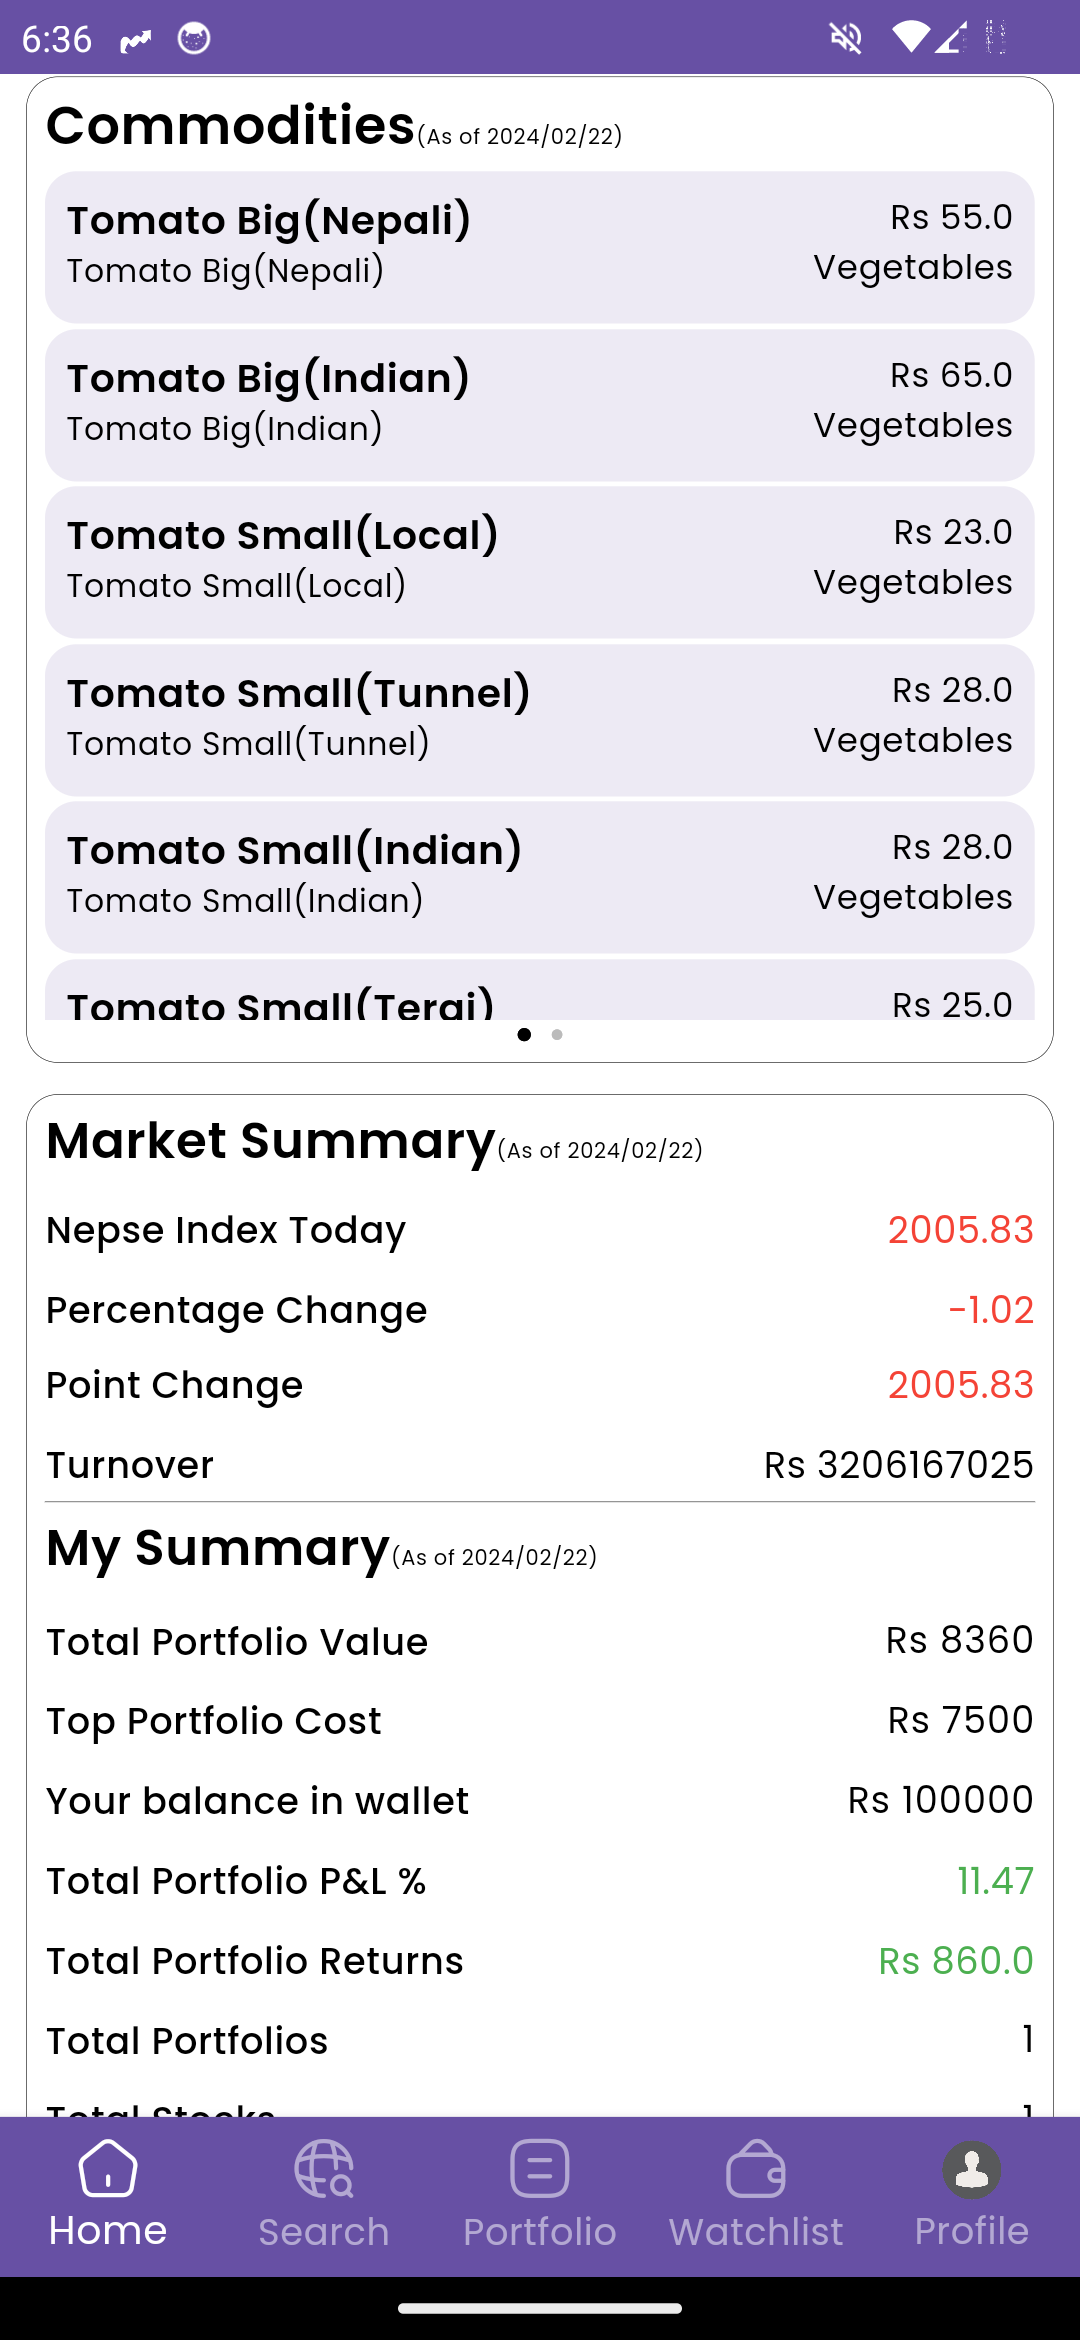 6:36
Commodities(As of 2024/02/22)
Tomato Big(Nepali) Rs 55.0
Tomato Big(Nepali) Vegetables
Tomato Big(Indian) Rs 65.0
Tomato Big(Indian) Vegetables
Tomato Small(Local) Rs 23.0
Tomato Small(Local) Vegetables
Tomato Small(Tunnel) Rs 28.0
Tomato Small(Tunnel) Vegetables
Tomato Small(Indian) Rs 28.0
Tomato Small(Indian) Vegetables
Tomato Small(Terai) Rs 25.0
Market Summary(As of 2024/02/22)
Nepse Index Today 2005.83
Percentage Change -1.02
Point Change 2005.83
Turnover Rs 3206167025
My Summary(As of 2024/02/22)
Total Portfolio Value Rs 8360
Top Portfolio Cost Rs 7500
Your balance in wallet Rs 100000
Total Portfolio P&L % 11.47
Total Portfolio Returns Rs 860.0
Total Portfolios 1
Total Stocks 1
Home Search Portfolio Watchlist Profile